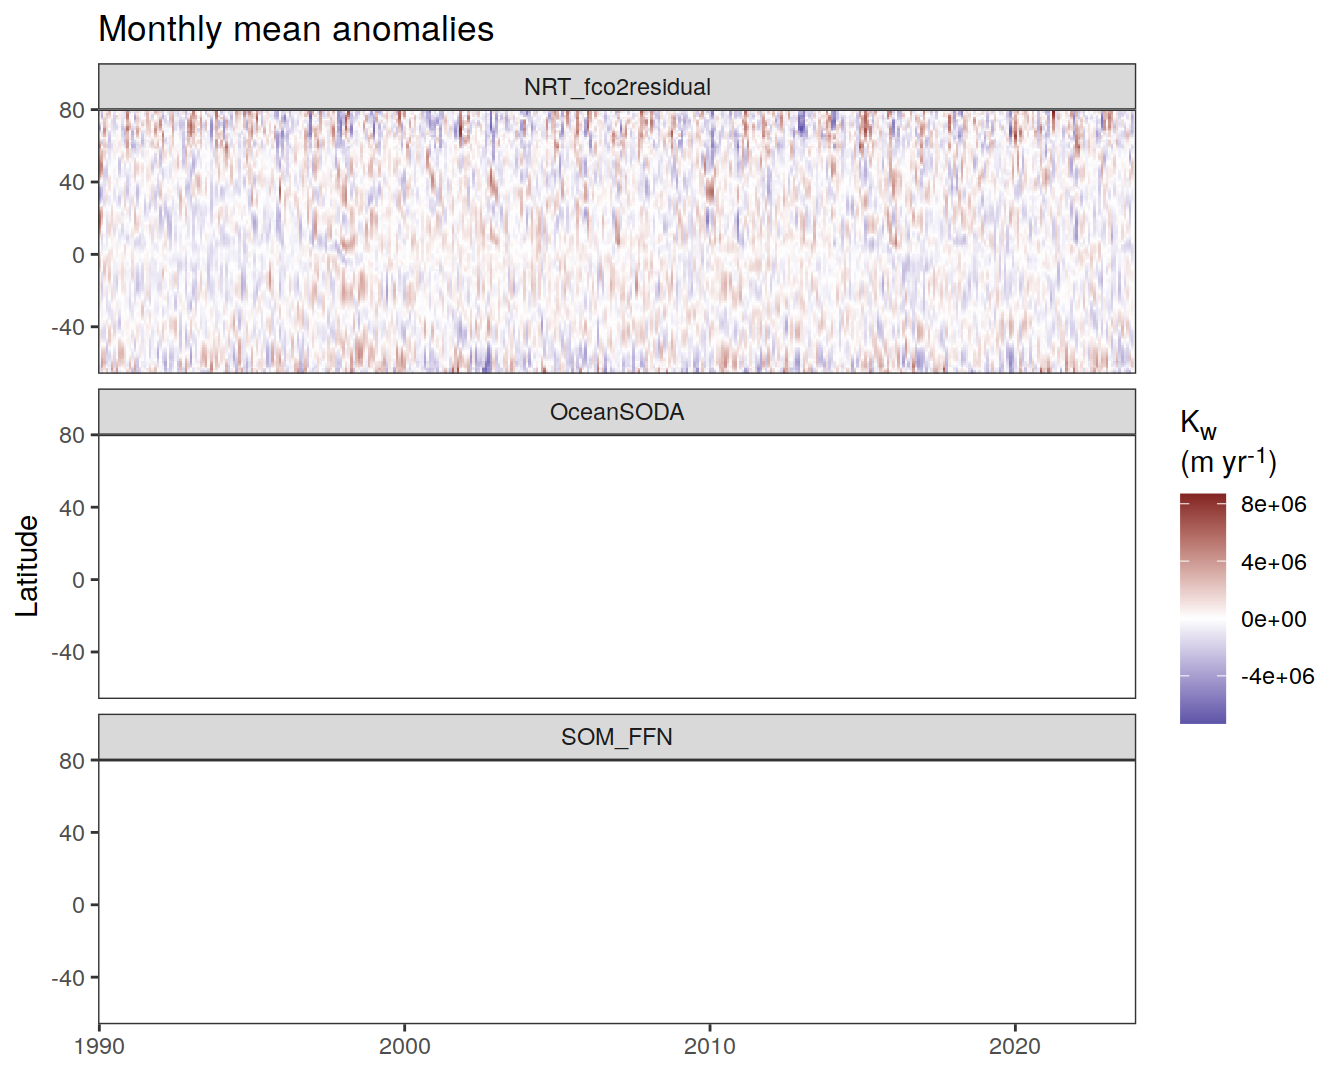 Monthly mean anomalies
NRT_fco2residual
80
40
0
-40
OceanSODA
80
40
0
-40
SOM_FFN
80
40
0
-40
1990 2000 2010 2020
Latitude
Kw
(m yr-1)
8e+06
4e+06
0e+00
-4e+06